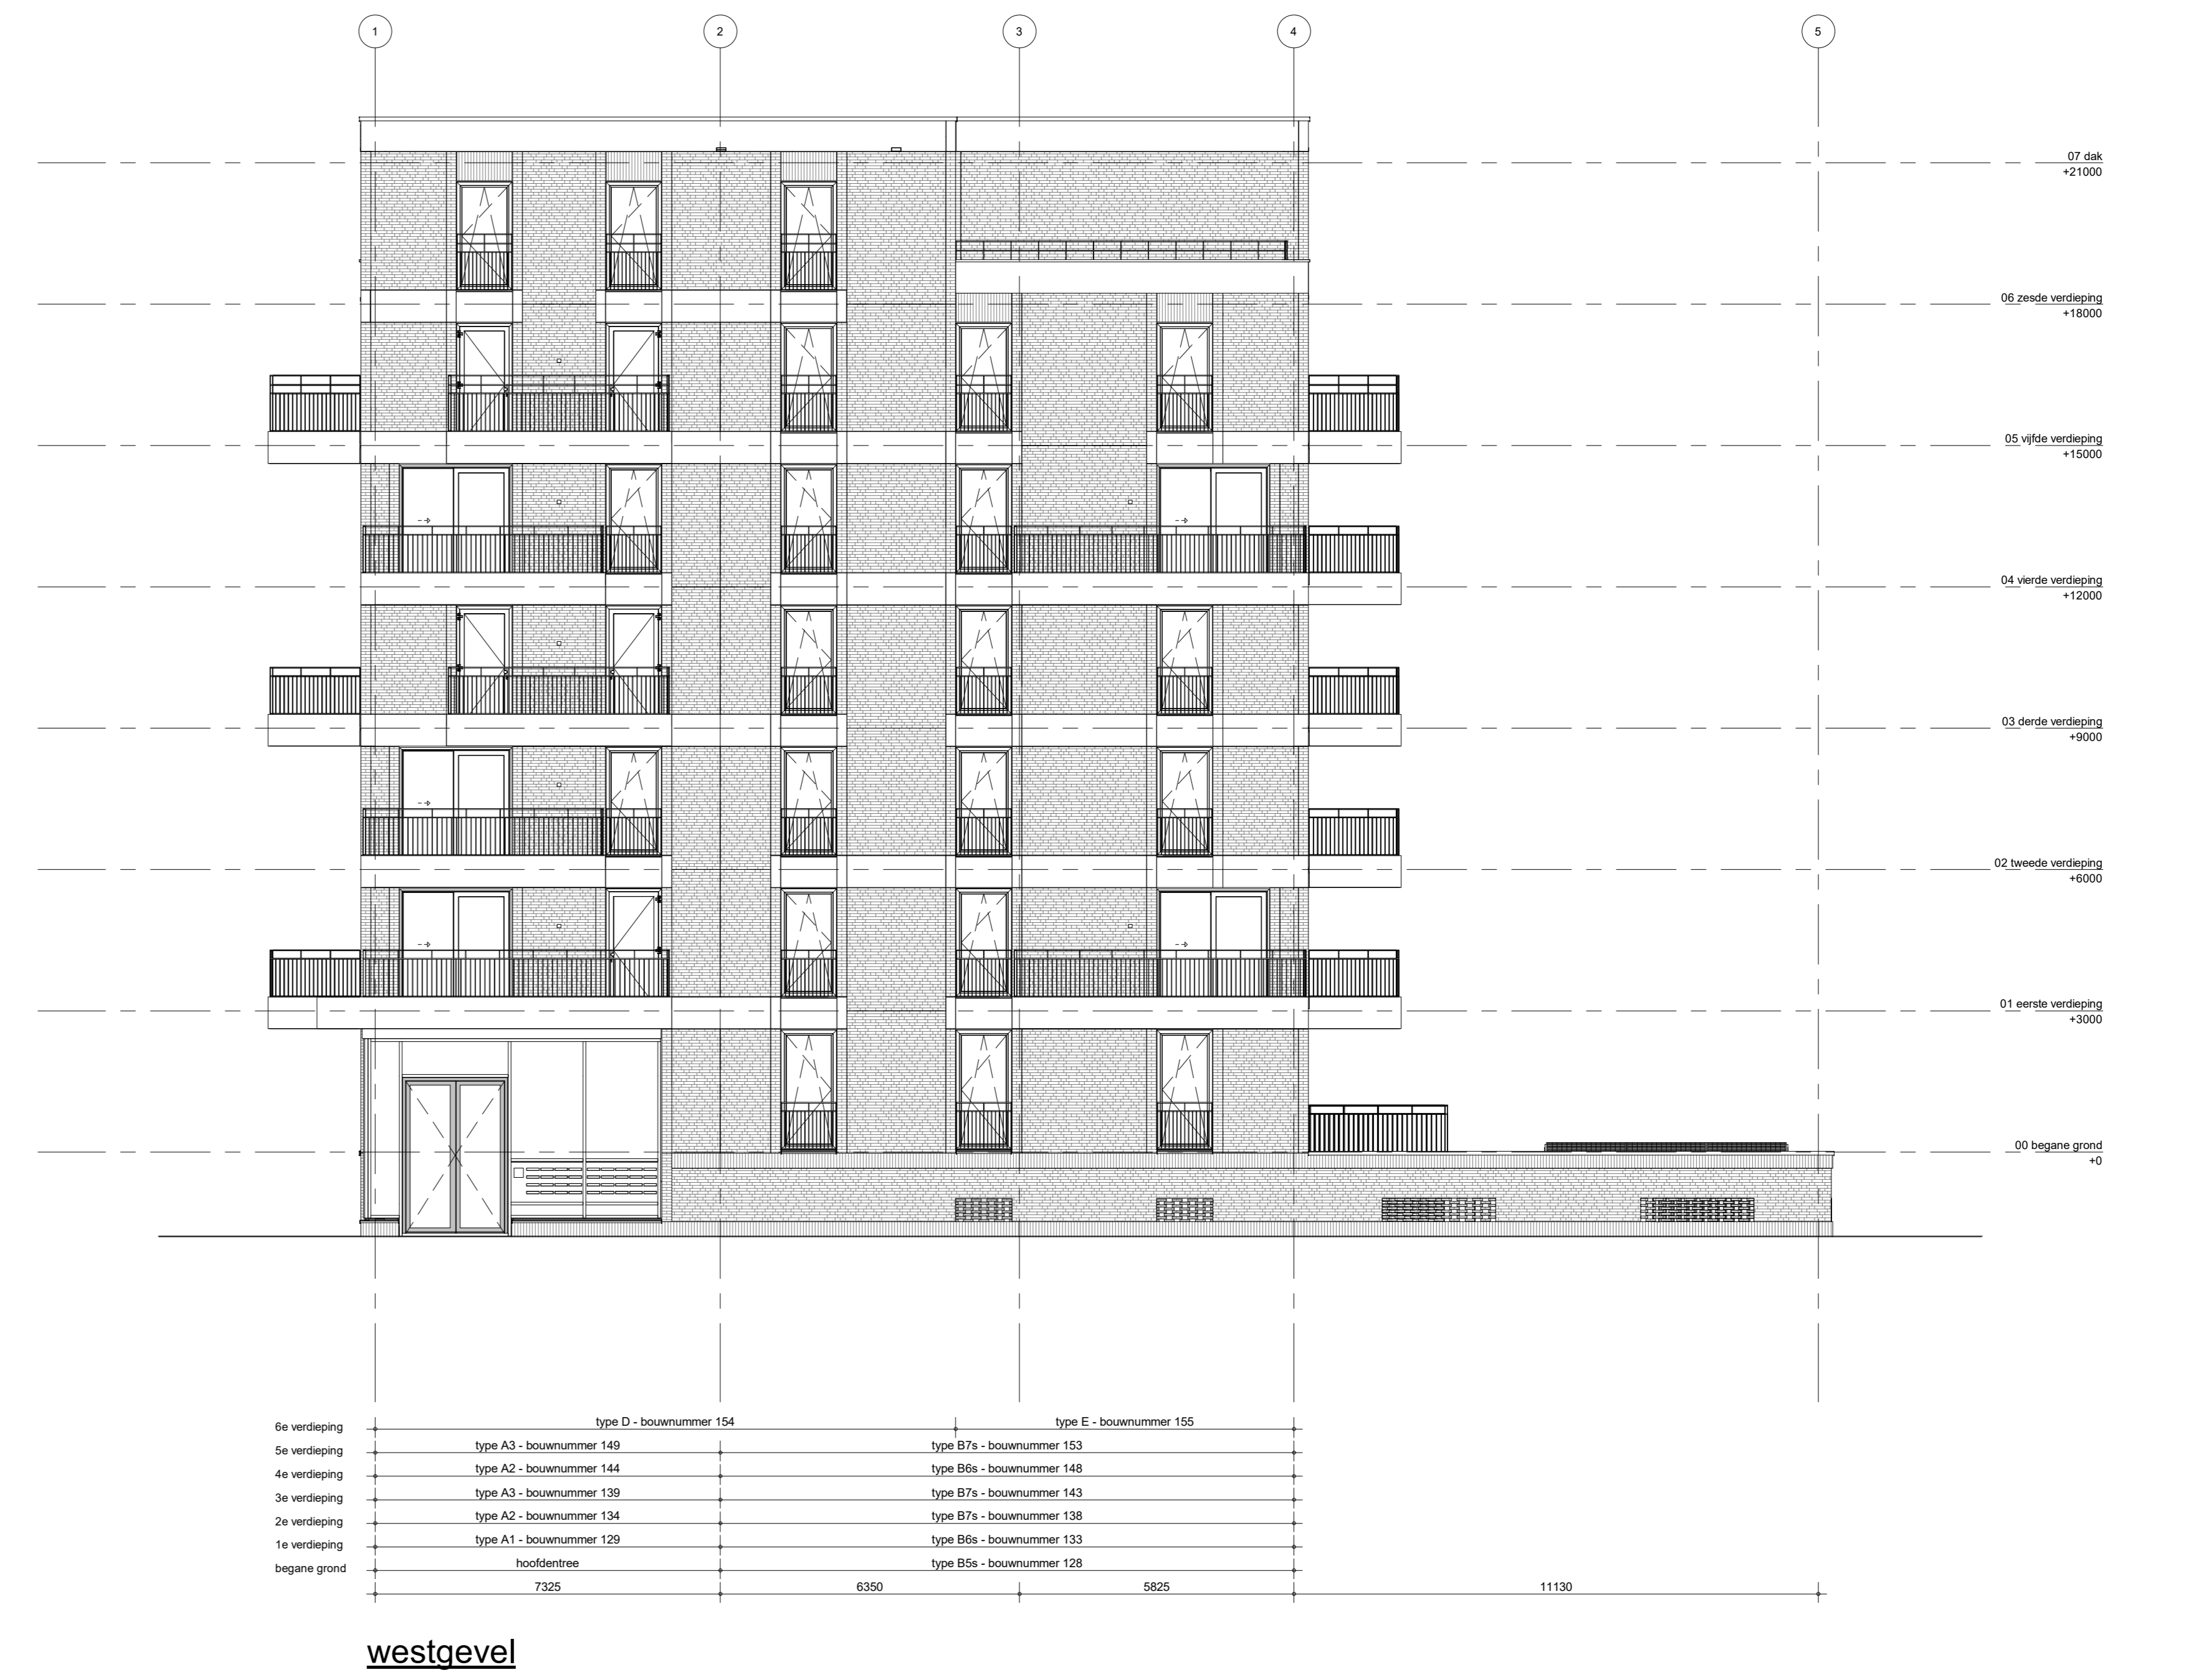 1 2 3 4 5
07 dak
+21000
06 zesde verdieping
+18000
05 vijfde verdieping
+15000
04 vierde verdieping
+12000
03 derde verdieping
+9000
02 tweede verdieping
+6000
01 eerste verdieping
+3000
00 begane grond
+0
6e verdieping type D - bouwnummer 154 type E - bouwnummer 155
5e verdieping type A3 - bouwnummer 149 type B7s - bouwnummer 153
4e verdieping type A2 - bouwnummer 144 type B6s - bouwnummer 148
3e verdieping type A3 - bouwnummer 139 type B7s - bouwnummer 143
2e verdieping type A2 - bouwnummer 134 type B7s - bouwnummer 138
1e verdieping type A1 - bouwnummer 129 type B6s - bouwnummer 133
begane grond hoofdentree type B5s - bouwnummer 128
7325 6350 5825 11130
westgevel